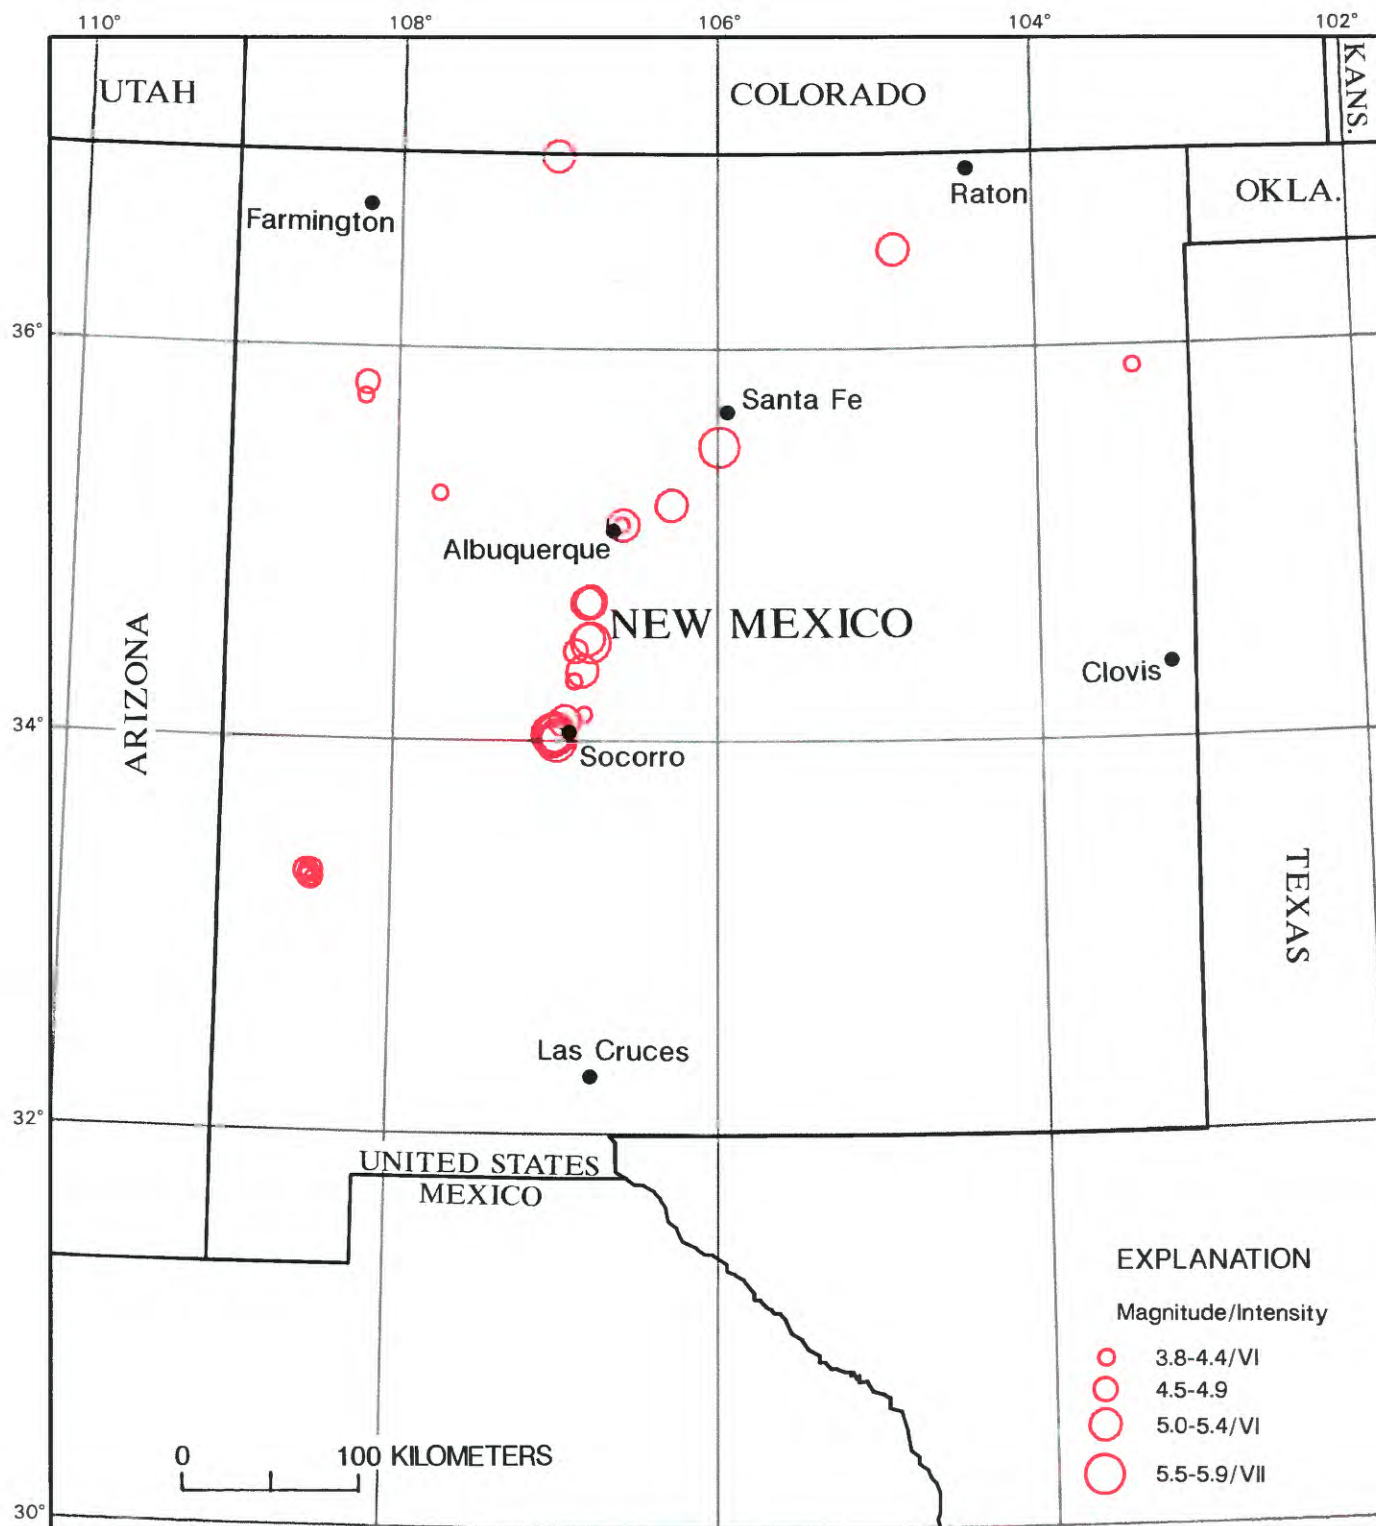 110° 108° 106° 104° 102°
UTAH COLORADO KANS.
Raton OKLA.
Farmington
36°
Santa Fe
Albuquerque
NEW MEXICO
ARIZONA
Clovis
34°
Socorro
TEXAS
Las Cruces
32°
UNITED STATES
MEXICO
EXPLANATION
Magnitude/Intensity
3.8-4.4/VI
4.5-4.9
5.0-5.4/VI
5.5-5.9/VII
0 100 KILOMETERS
30°